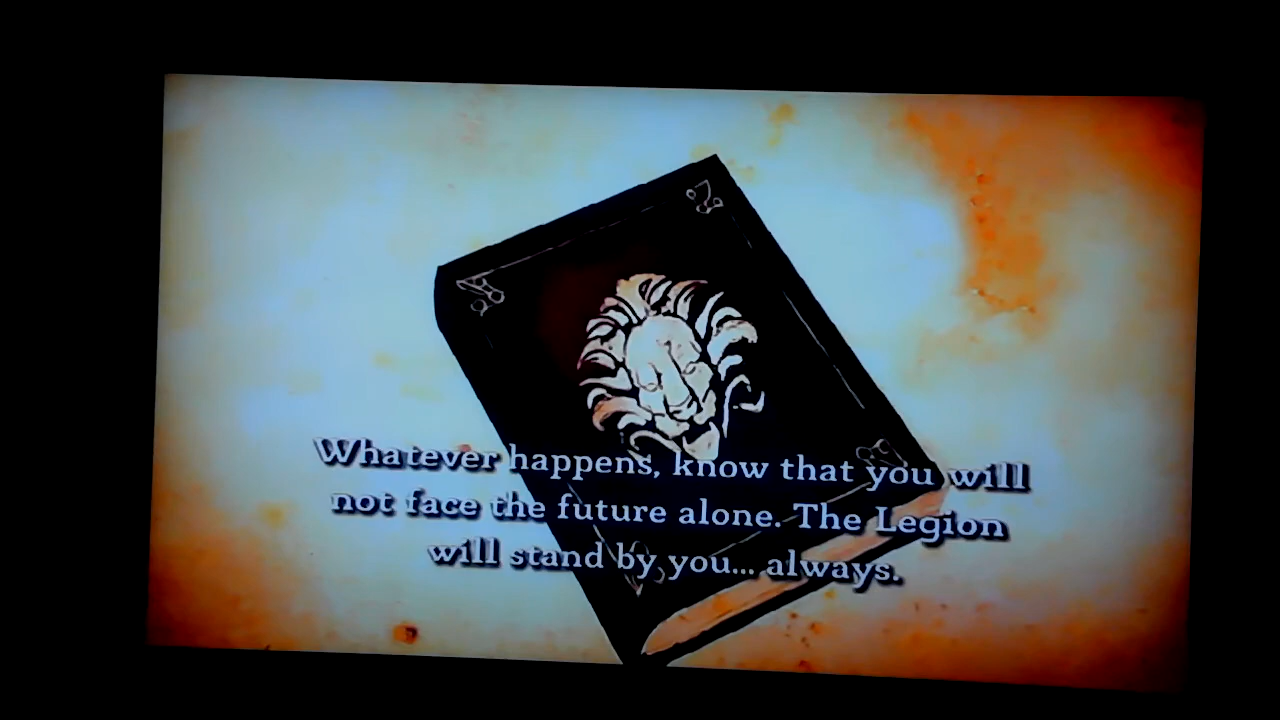 Whatever happens, know that you will
not face the future alone. The Legion
will stand by you... always.